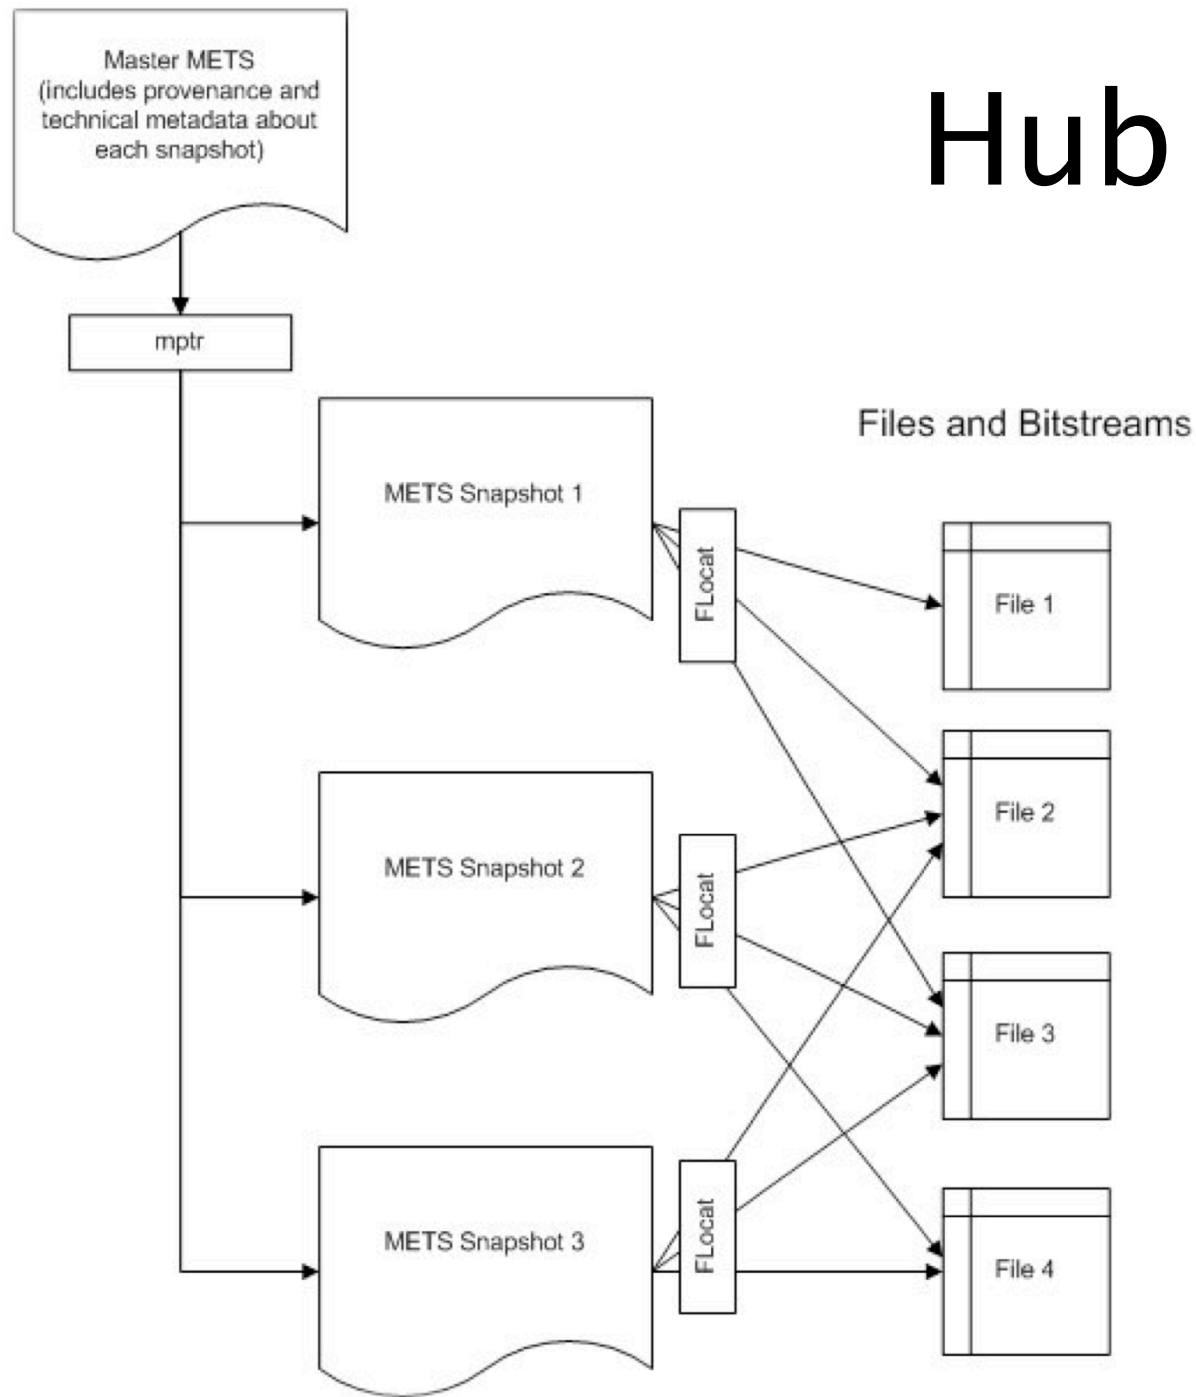 Master METS
(includes provenance and
technical metadata about
each snapshot)
Hub
mptr
Files and Bitstreams
METS Snapshot 1
FLocat
File 1
METS Snapshot 2
FLocat
File 2
File 3
METS Snapshot 3
FLocat
File 4